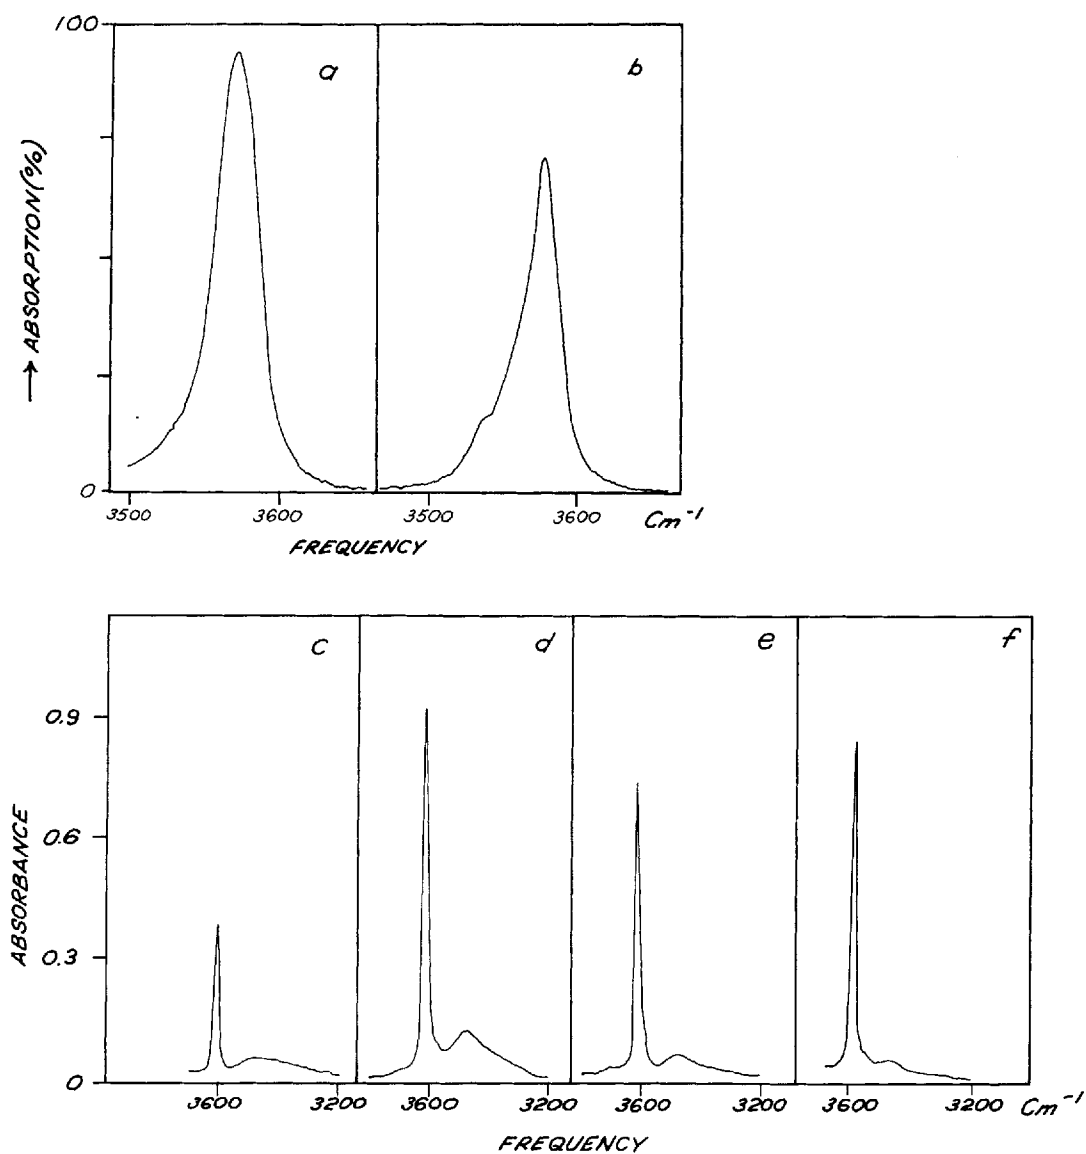 100
a
b
→ ABSORPTION (%)
0
3500 3600 3500 3600 Cm⁻¹
FREQUENCY
c
d
e
f
0.9
0.6
0.3
0
ABSORBANCE
3600 3200 3600 3200 3600 3200 3600 3200 Cm⁻¹
FREQUENCY